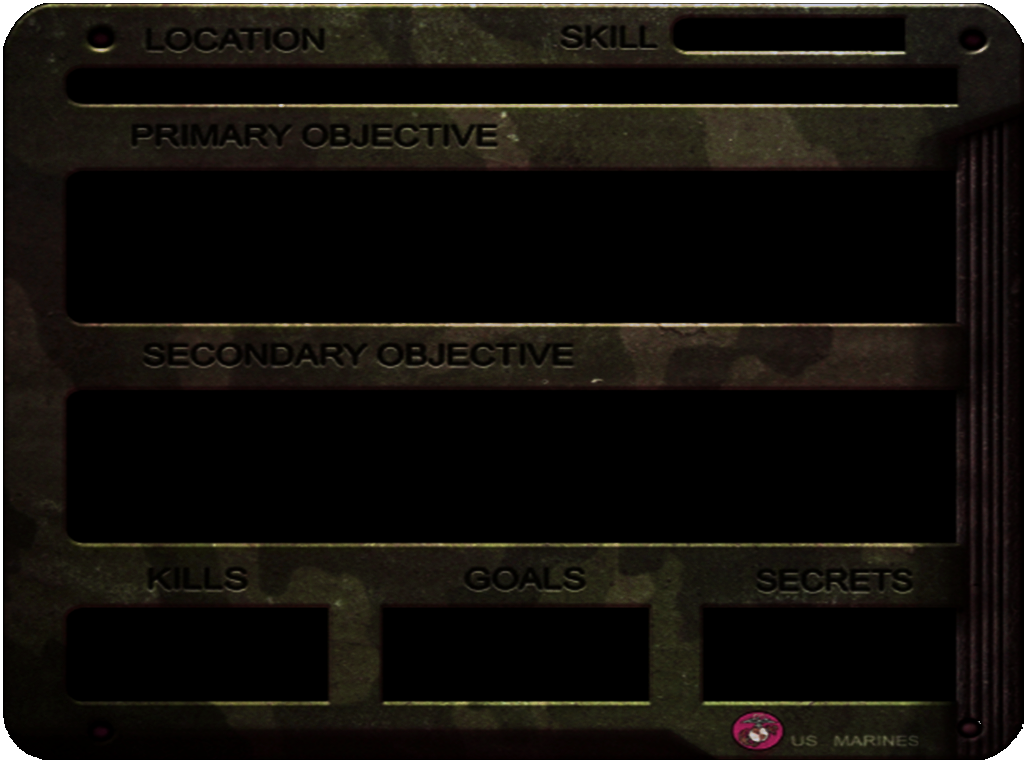 LOCATION SKILL
PRIMARY OBJECTIVE
SECONDARY OBJECTIVE
KILLS GOALS SECRETS
US MARINES